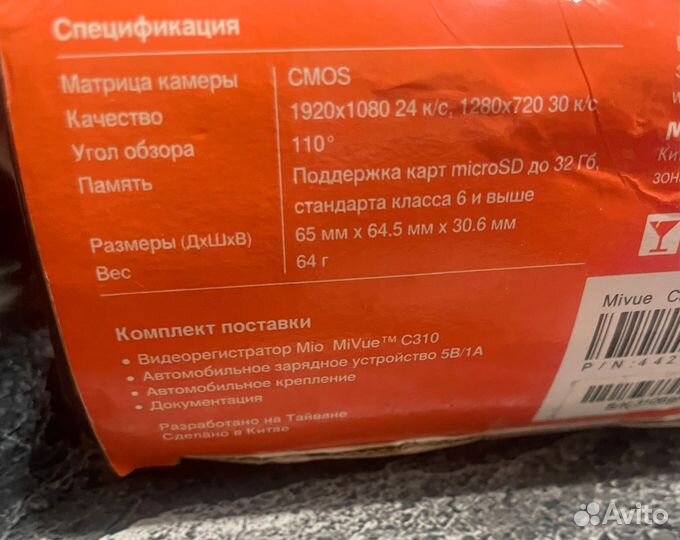 Спецификация
Матрица камеры CMOS
Качество 1920x1080 24 к/с, 1280x720 30 к/с
Угол обзора 110°
Память Поддержка карт microSD до 32 Гб,
стандарта класса 6 и выше
Размеры (ДхШхВ) 65 мм x 64.5 мм x 30.6 мм
Вес 64 г
Комплект поставки
• Видеорегистратор Mio MiVue™ C310
• Автомобильное зарядное устройство 5В/1А
• Автомобильное крепление
• Документация
Разработано на Тайване
Сделано в Китае
Mivue C
P/N:442
Avito